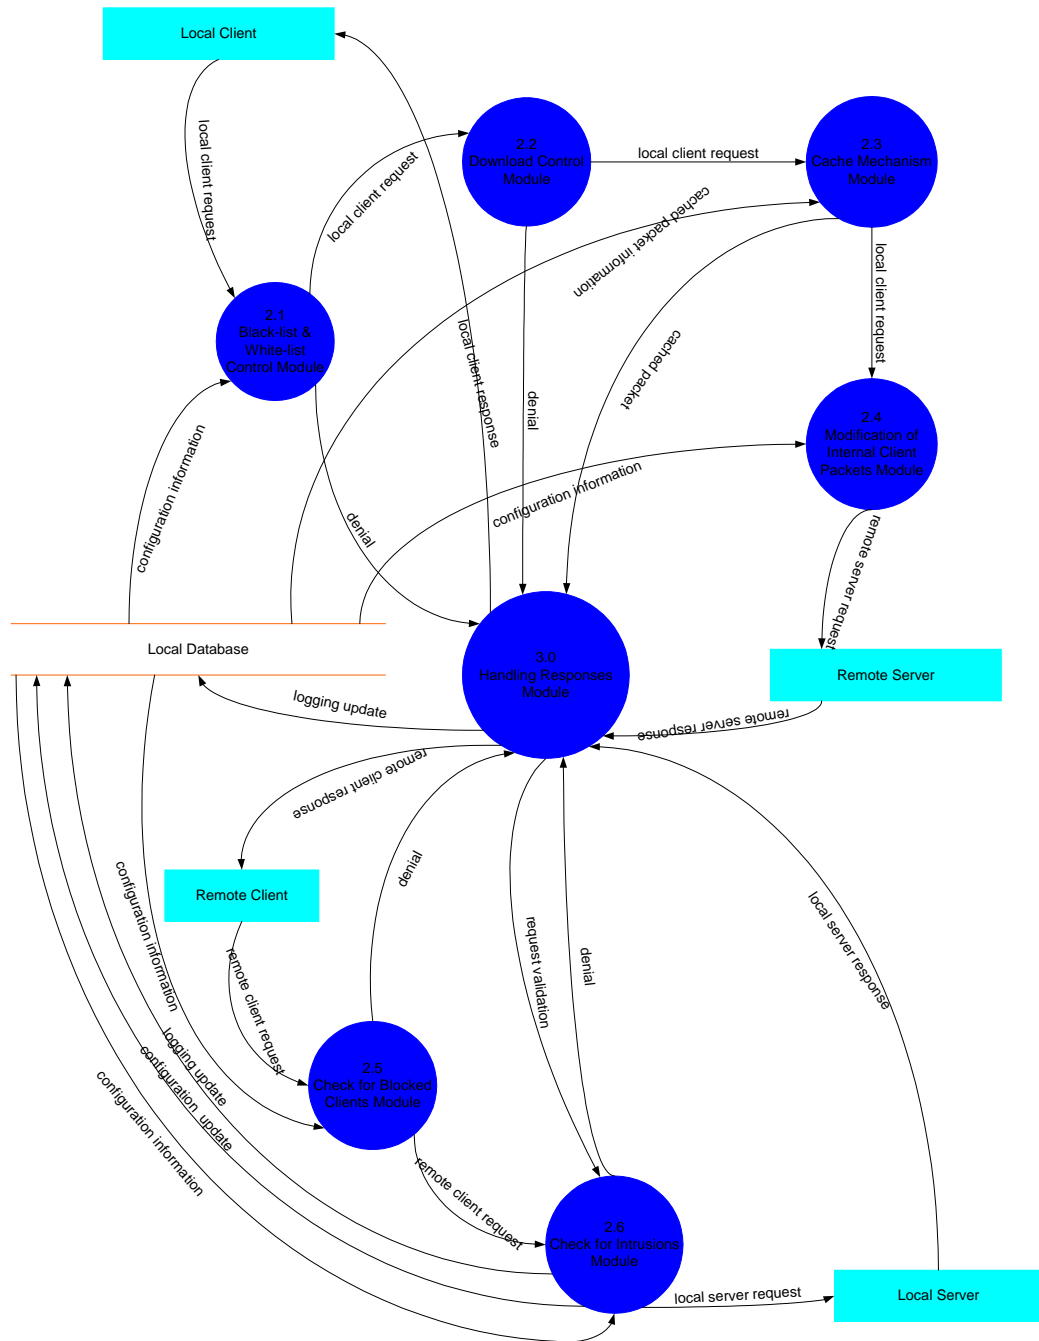 Local Client
local client request
2.2
Download Control
Module
local client request
2.3
Cache Mechanism
Module
local client request
cached packet information
local client request
2.1
Black-list &
White-list
Control Module
local client response
cached packet
denial
2.4
Modification of
Internal Client
Packets Module
configuration information
configuration information
denial
remote server request
Local Database
3.0
Handling Responses
Module
Remote Server
logging update
remote server response
remote client response
denial
Remote Client
configuration information
remote client request
request validation
denial
local server response
2.5
Check for Blocked
Clients Module
logging update
configuration update
configuration information
remote client request
2.6
Check for Intrusions
Module
local server request
Local Server